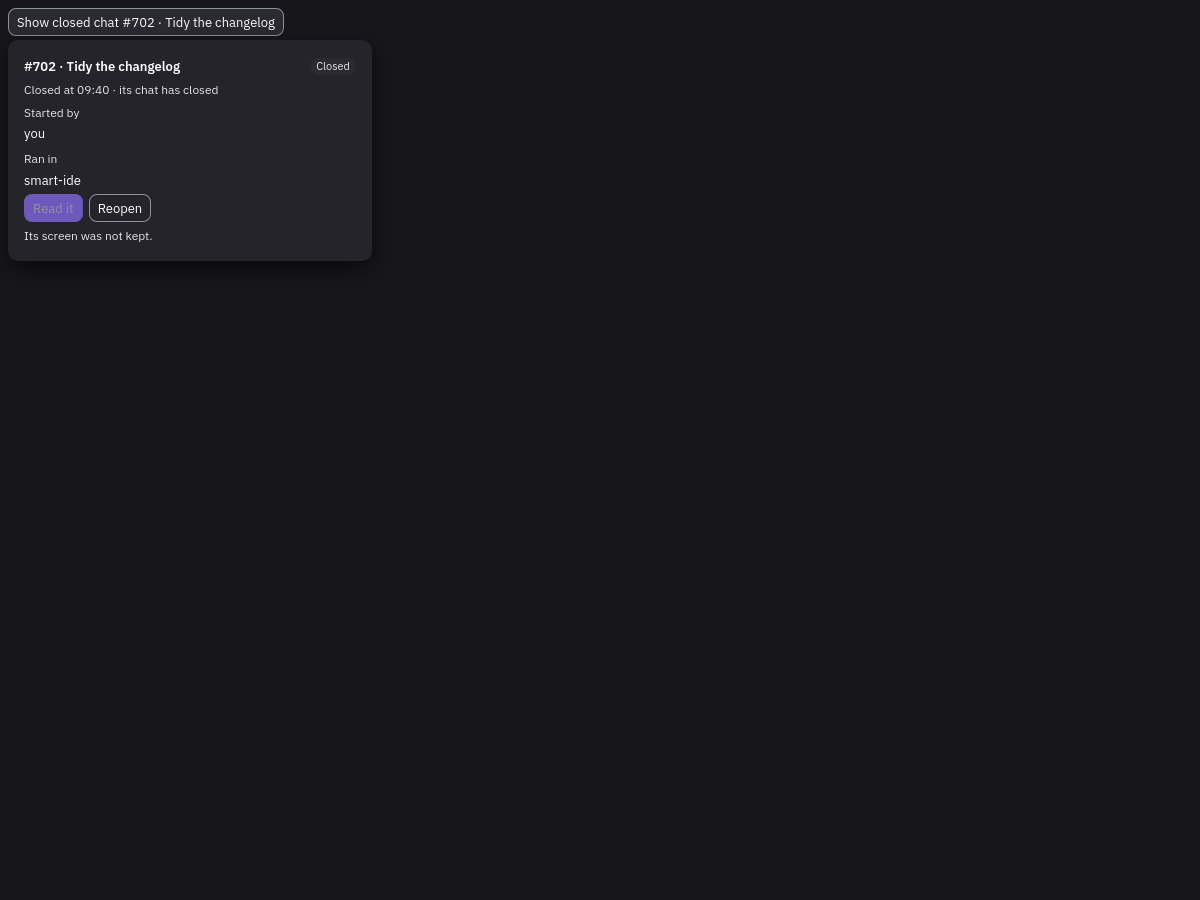 Show closed chat #702 · Tidy the changelog
#702 · Tidy the changelog
Closed
Closed at 09:40 · its chat has closed
Started by
you
Ran in
smart-ide
Read it
Reopen
Its screen was not kept.